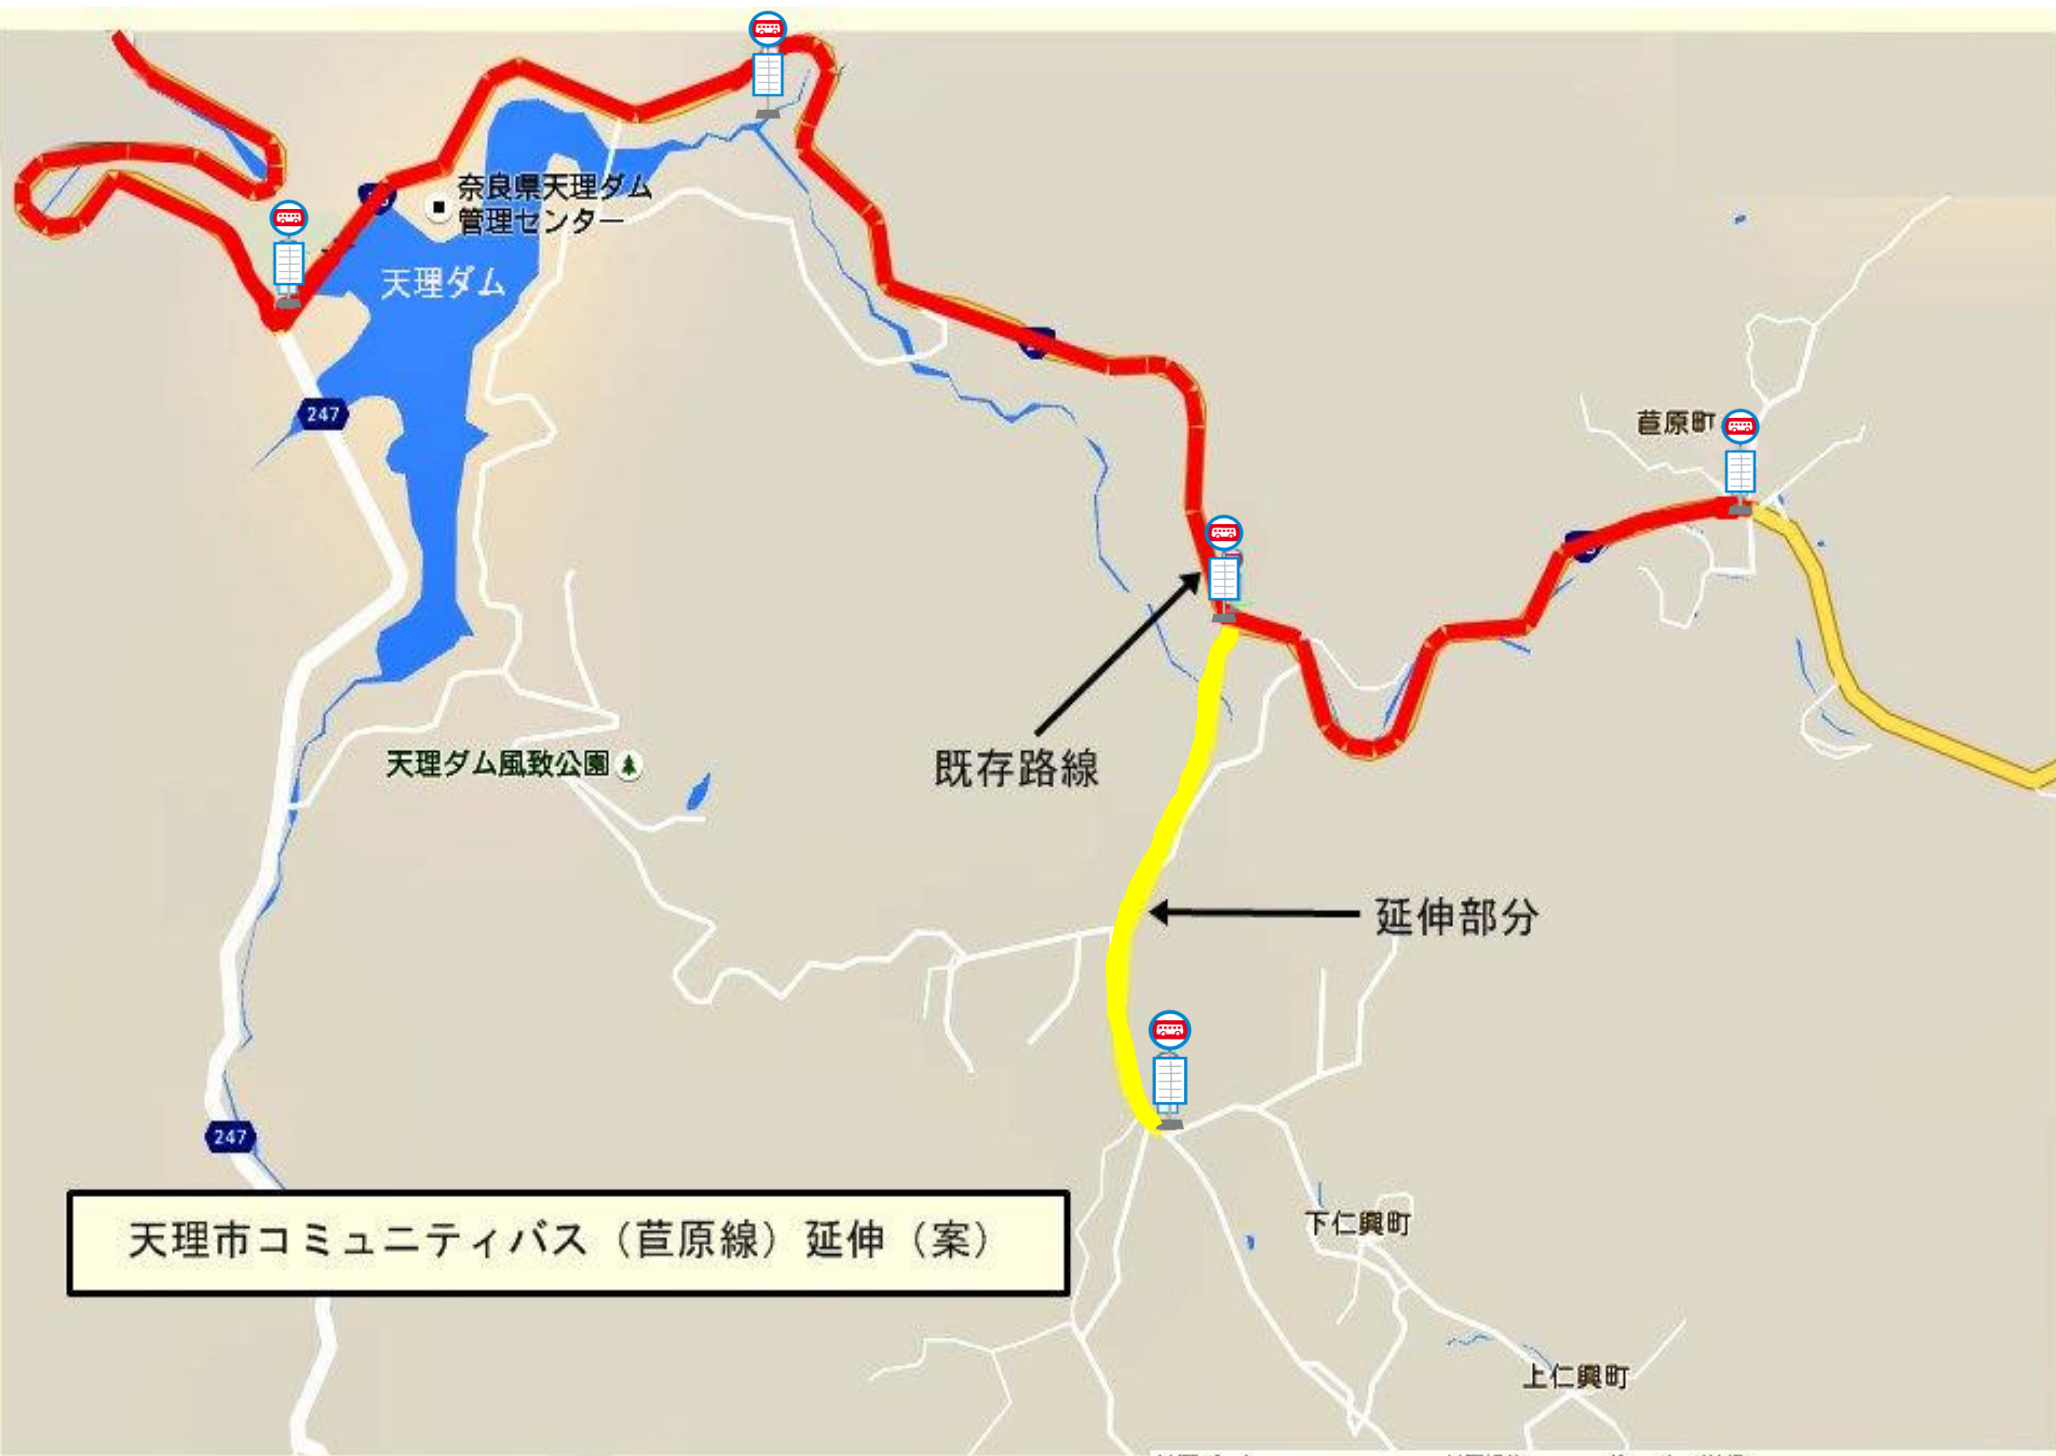 奈良県天理ダム
管理センター
天理ダム
247
苣原町
既存路線
天理ダム風致公園
延伸部分
247
天理市コミュニティバス（苣原線）延伸（案）
下仁興町
上仁興町